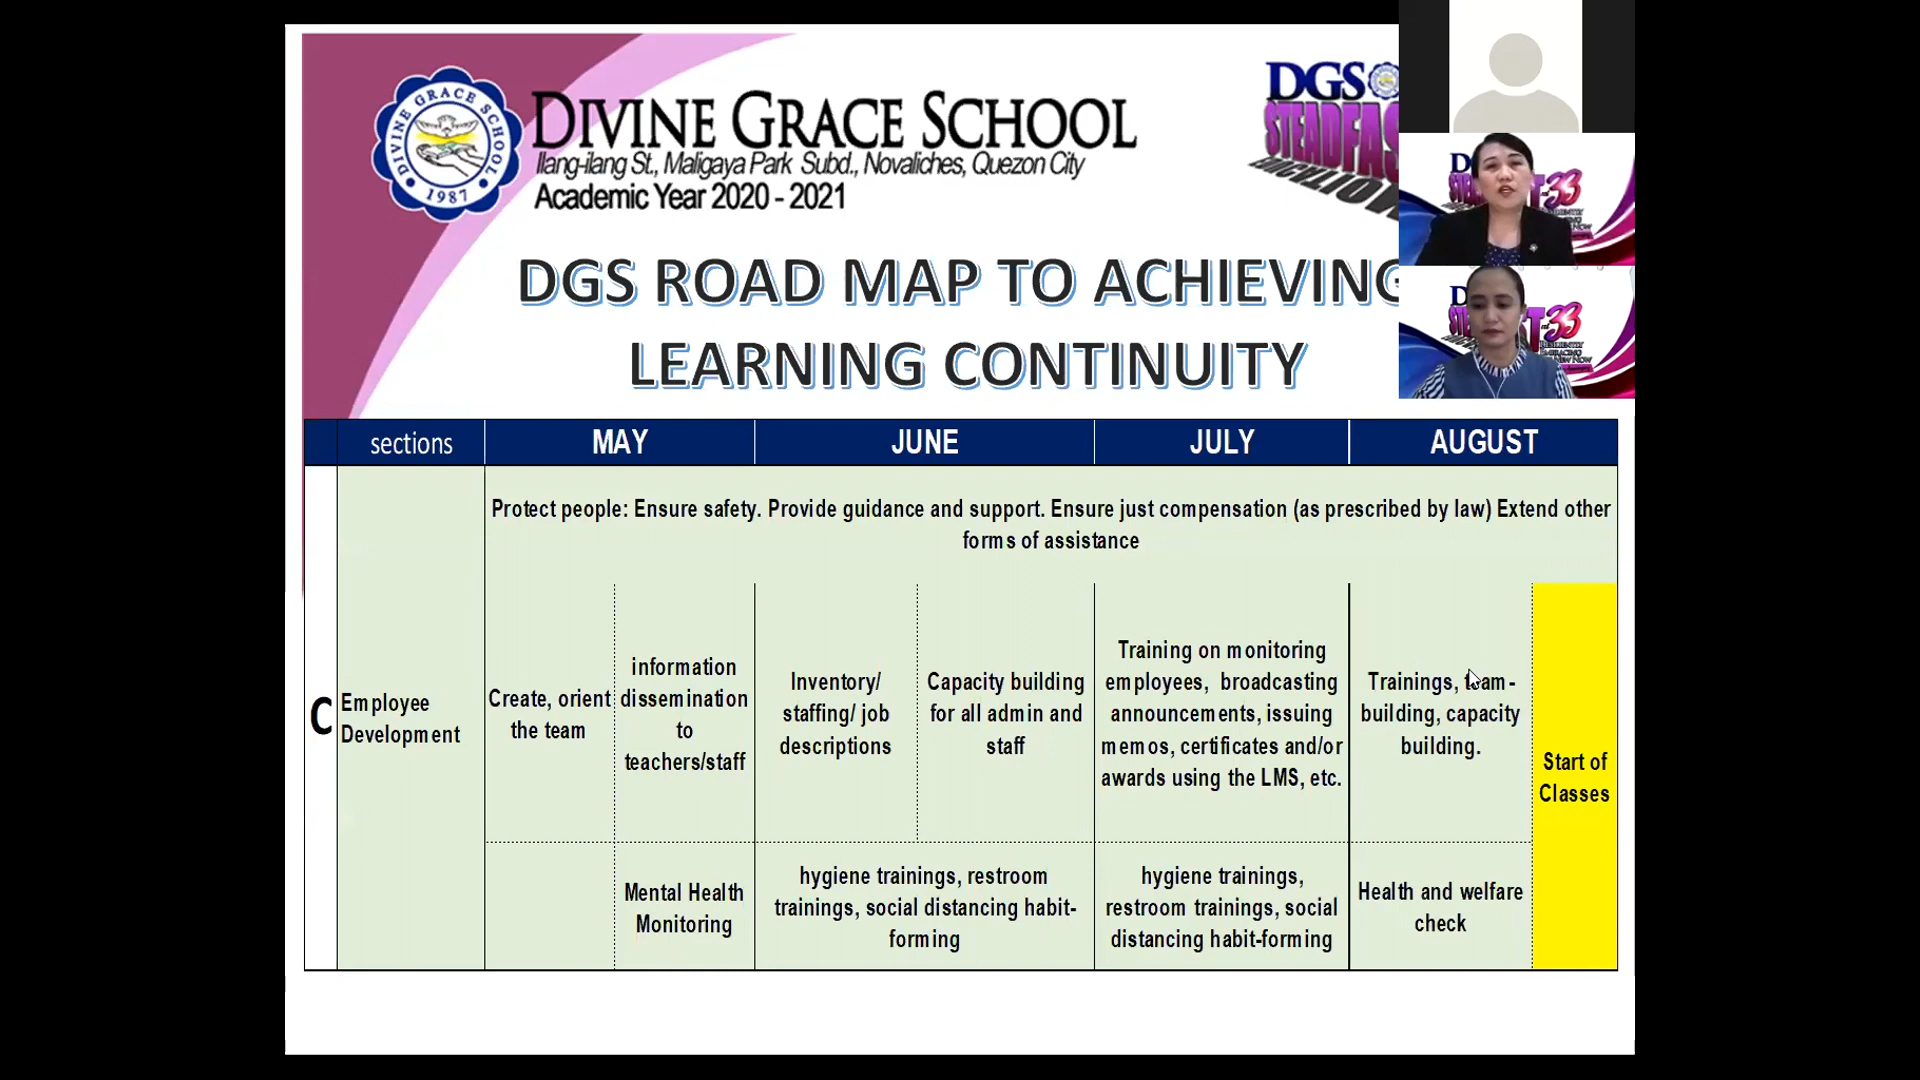 DIVINE GRACE SCHOOL
1987
DIVINE GRACE SCHOOL
Ilang-ilang St., Maligaya Park Subd., Novaliches, Quezon City
Academic Year 2020 - 2021
DGS
DGS ROAD MAP TO ACHIEVING
LEARNING CONTINUITY
33
33
sections MAY JUNE JULY AUGUST
Protect people: Ensure safety. Provide guidance and support. Ensure just compensation (as prescribed by law) Extend other
forms of assistance
C
Employee
Development
Create, orient
the team
information
dissemination
to
teachers/staff
Inventory/
staffing/ job
descriptions
Capacity building
for all admin and
staff
Training on monitoring
employees, broadcasting
announcements, issuing
memos, certificates and/or
awards using the LMS, etc.
Trainings, team-
building, capacity
building.
Start of
Classes
Mental Health
Monitoring
hygiene trainings, restroom
trainings, social distancing habit-
forming
hygiene trainings,
restroom trainings, social
distancing habit-forming
Health and welfare
check